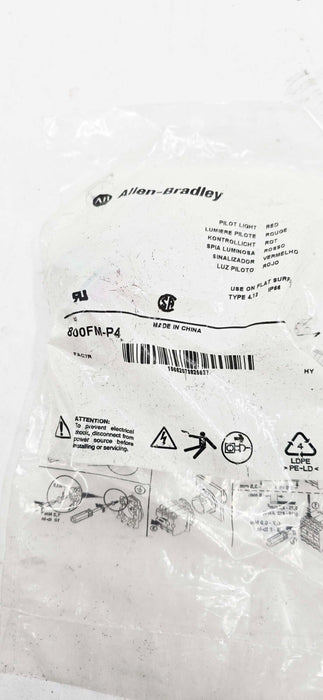 AB Allen-Bradley
PILOT LIGHT RED
LUMIERE PILOTE ROUGE
KONTROLLICHT ROT
SPIA LUMINOSA ROSSO
SINALIZADOR VERMELHO
LUZ PILOTO ROJO
USE ON FLAT SURF
TYPE 4,13 IP66
800FM-P4
MADE IN CHINA
FAC7R
HY
ATTENTION:
To prevent electrical
shock, disconnect from
power source before
installing or servicing.
4
LDPE
>PE-LD<